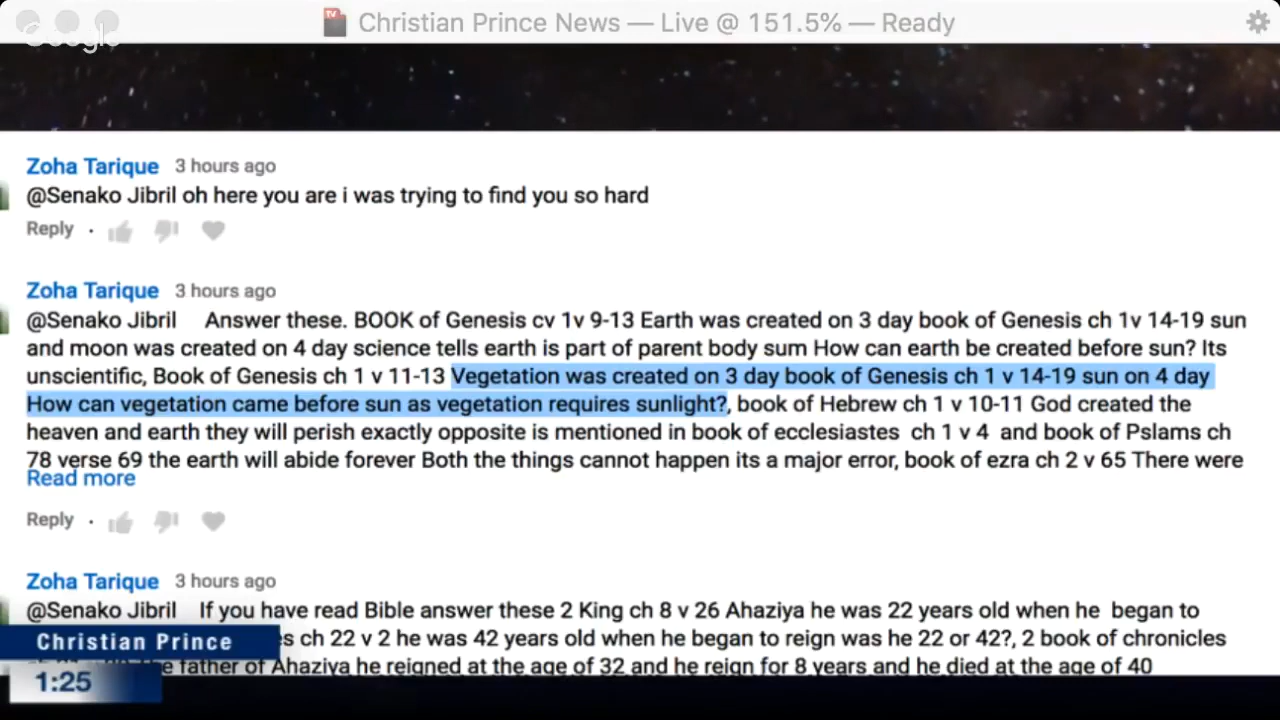 Christian Prince News — Live @ 151.5% — Ready
Google
Zoha Tarique 3 hours ago
@Senako Jibril oh here you are i was trying to find you so hard
Reply
Zoha Tarique 3 hours ago
@Senako Jibril Answer these. BOOK of Genesis cv 1v 9-13 Earth was created on 3 day book of Genesis ch 1v 14-19 sun
and moon was created on 4 day science tells earth is part of parent body sum How can earth be created before sun? Its
unscientific, Book of Genesis ch 1 v 11-13 Vegetation was created on 3 day book of Genesis ch 1 v 14-19 sun on 4 day
How can vegetation came before sun as vegetation requires sunlight?, book of Hebrew ch 1 v 10-11 God created the
heaven and earth they will perish exactly opposite is mentioned in book of ecclesiastes ch 1 v 4 and book of Pslams ch
78 verse 69 the earth will abide forever Both the things cannot happen its a major error, book of ezra ch 2 v 65 There were
Read more
Reply
Zoha Tarique 3 hours ago
@Senako Jibril If you have read Bible answer these 2 King ch 8 v 26 Ahaziya he was 22 years old when he began to
ch 22 v 2 he was 42 years old when he began to reign was he 22 or 42?, 2 book of chronicles
father of Ahaziya he reigned at the age of 32 and he reign for 8 years and he died at the age of 40
Christian Prince
1:25